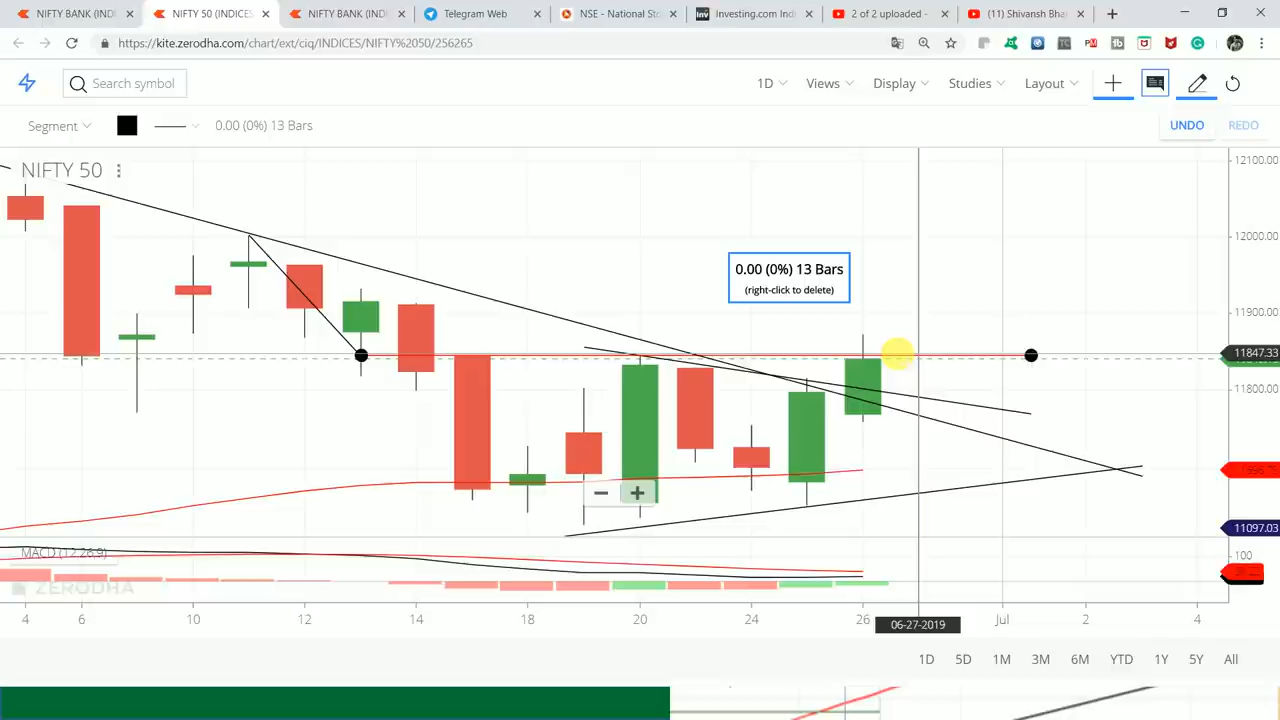 NIFTY BANK (IND
NIFTY 50 (INDICES
NIFTY BANK (INDI
Telegram Web
NSE - National Sto
Investing.com Ind
2 of 2 uploaded -
(11) Shivansh Bha
https://kite.zerodha.com/chart/ext/ciq/INDICES/NIFTY%2050/256265
Search symbol
1D
Views
Display
Studies
Layout
Segment
0.00 (0%) 13 Bars
UNDO
REDO
NIFTY 50
0.00 (0%) 13 Bars
(right-click to delete)
12100.00
12000.00
11900.00
11847.33
11800.00
11097.03
MACD (12,26,9)
100
ZERODHA
4
6
10
12
14
18
20
24
26
06-27-2019
Jul
2
4
1D
5D
1M
3M
6M
YTD
1Y
5Y
All